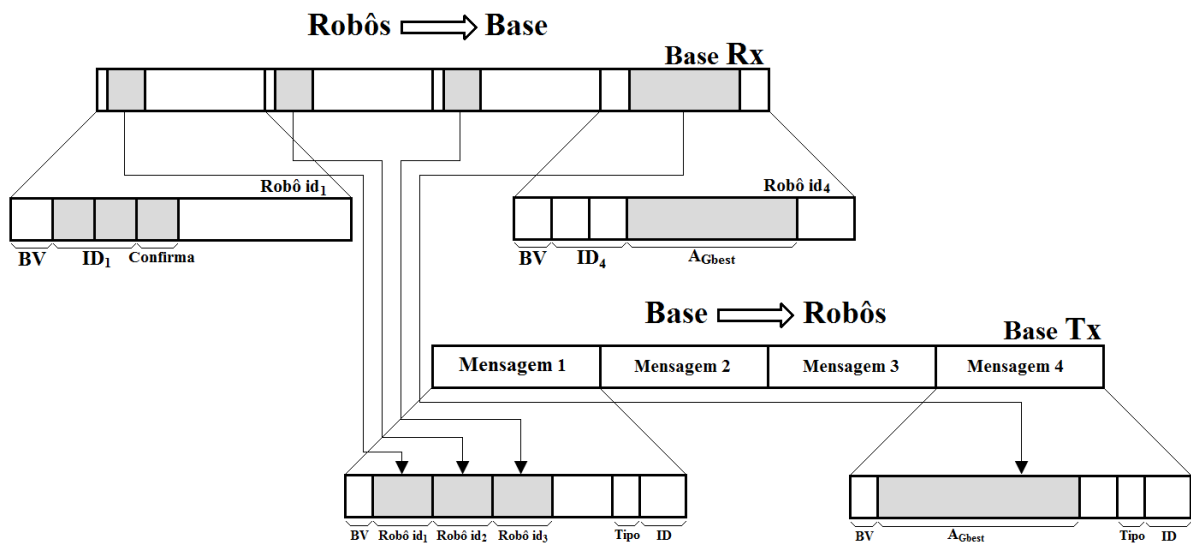 Robôs Base
Base Rx
Robô id1
Robô id4
BV ID1 Confirma
BV ID4 AGbest
Base Robôs
Base Tx
Mensagem 1 Mensagem 2 Mensagem 3 Mensagem 4
BV Robô id1 Robô id2 Robô id3 Tipo ID
BV AGbest Tipo ID